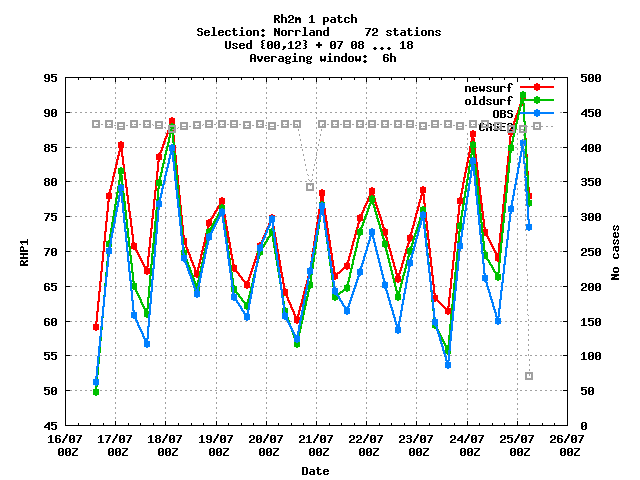 Rh2m 1 patch
Selection: Norrland 72 stations
Used {00,12} + 07 08 ... 18
Averaging window: 6h
95 500
newsurf
oldsurf
90 450
OBS
CASES
85 400
80 350
75 300
70 250
65 200
60 150
55 100
50 50
45 0
RHP1
No cases
16/07 17/07 18/07 19/07 20/07 21/07 22/07 23/07 24/07 25/07 26/07
00Z 00Z 00Z 00Z 00Z 00Z 00Z 00Z 00Z 00Z 00Z
Date